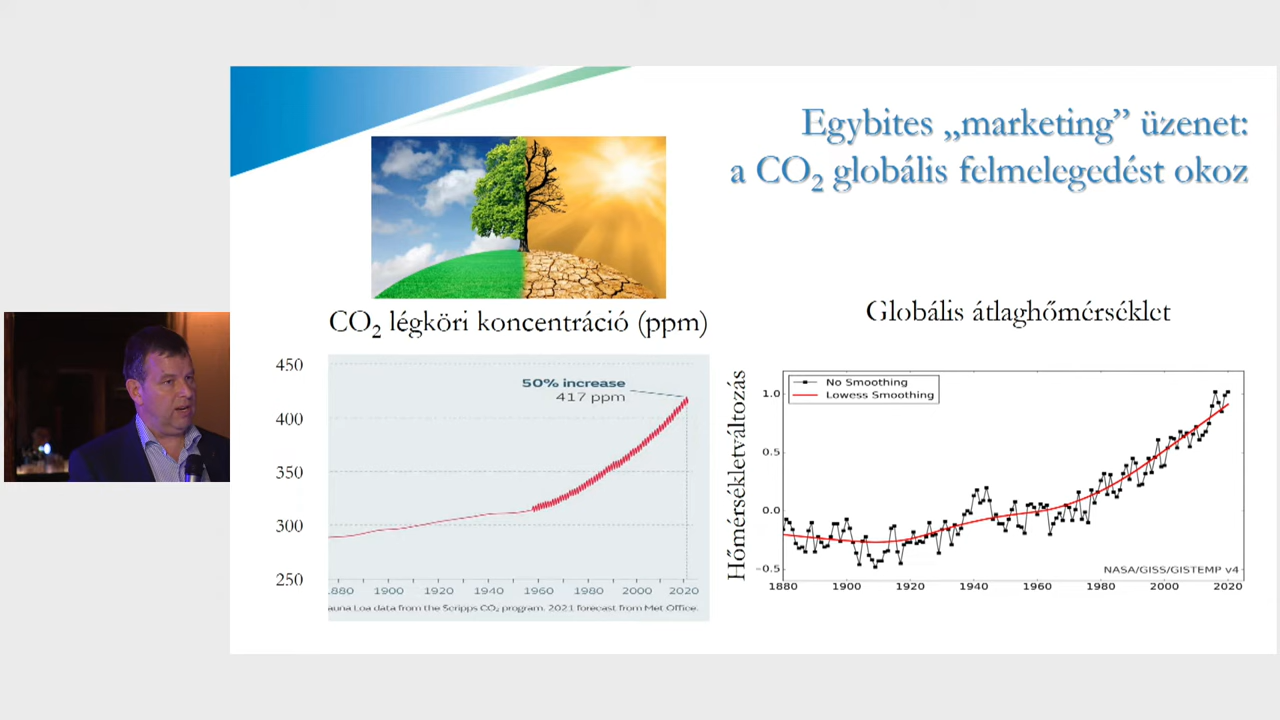 Egybites „marketing” üzenet:
a CO₂ globális felmelegedést okoz
CO₂ légköri koncentráció (ppm)
450
400
350
300
250
50% increase
417 ppm
1900
1920
1940
1960
1980
2000
2020
Loa data from the Scripps CO₂ program. 2021 forecast from Met Office.
Globális átlaghőmérséklet
Hőmérsékletváltozás
1.0
0.5
0.0
−0.5
No Smoothing
Lowess Smoothing
NASA/GISS/GISTEMP v4
1880
1900
1920
1940
1960
1980
2000
2020